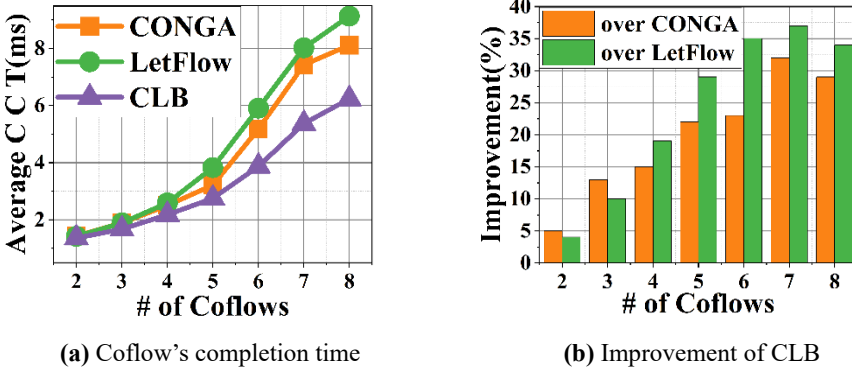 Average C C T(ms)
8
6
4
2
CONGA
LetFlow
CLB
2 3 4 5 6 7 8
# of Coflows
(a) Coflow's completion time
Improvement(%)
40
35
30
25
20
15
10
5
0
over CONGA
over LetFlow
2 3 4 5 6 7 8
# of Coflows
(b) Improvement of CLB